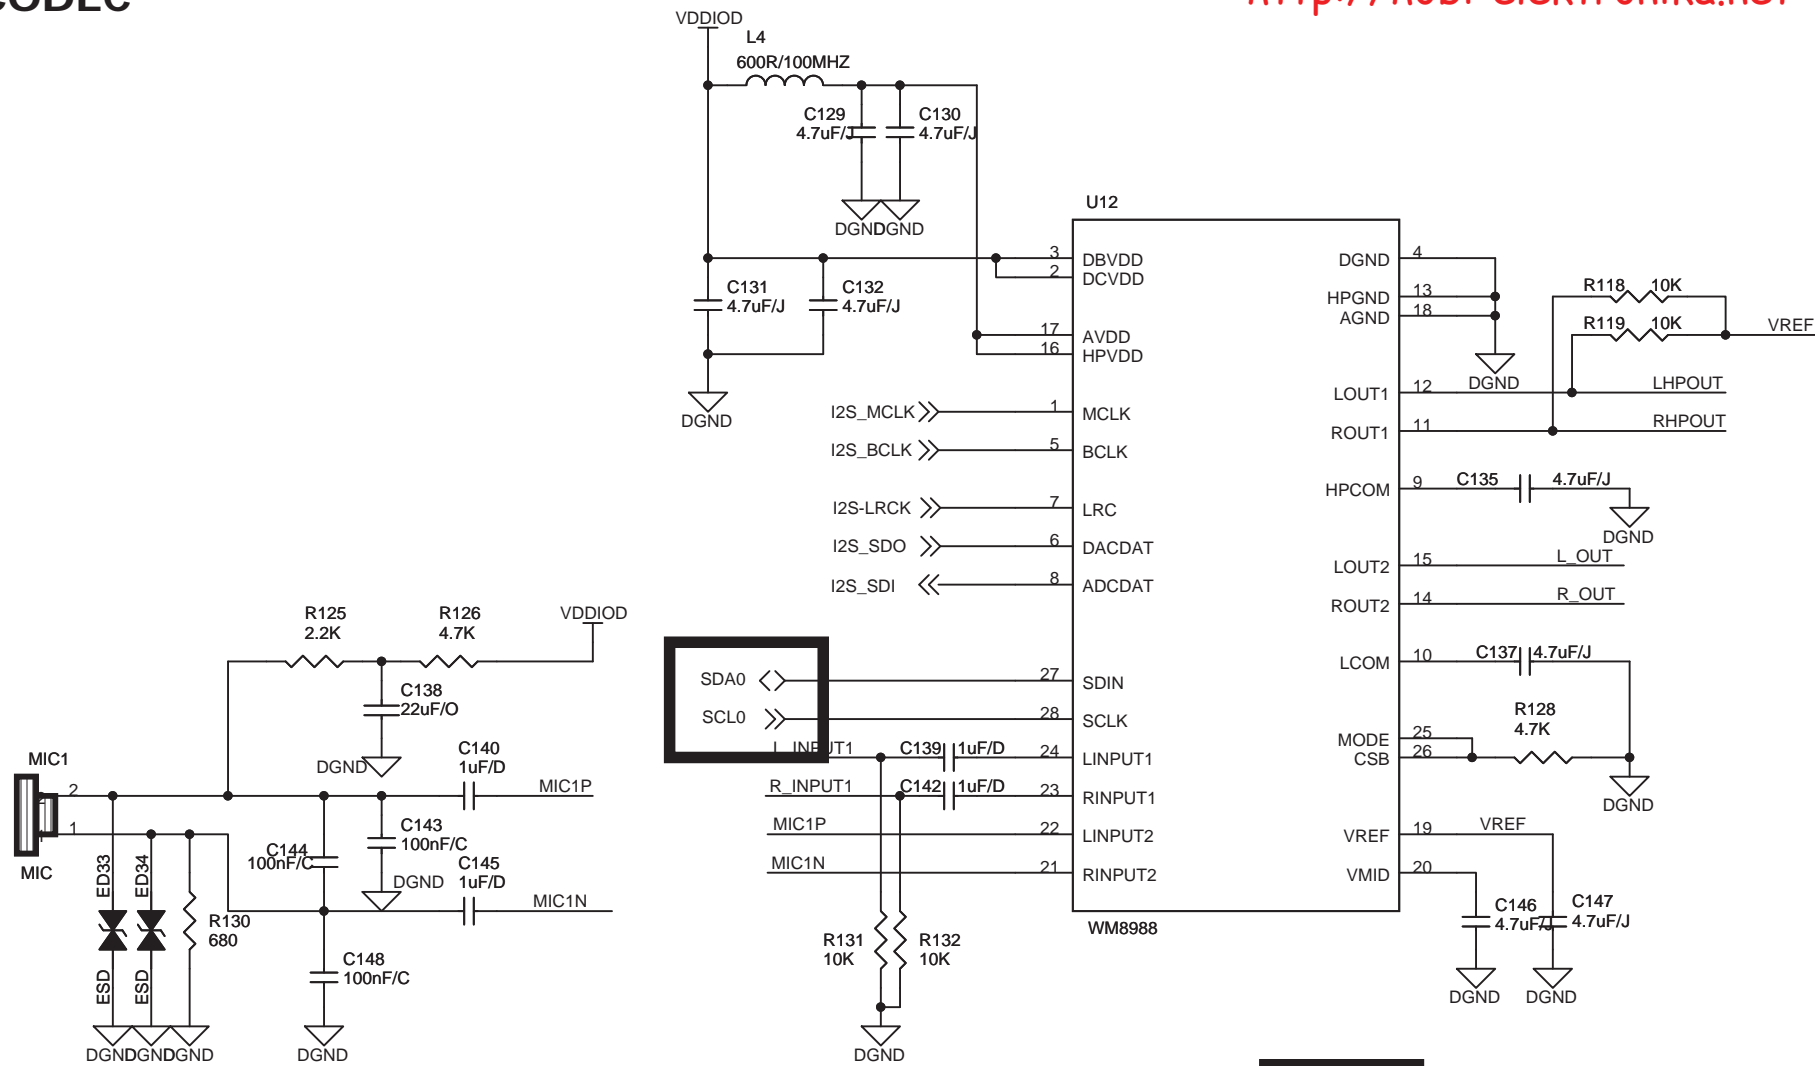 VDDIOD
L4
600R/100MHZ
C129
4.7uF/J
C130
4.7uF/J
DGND
DGND
U12
C131
4.7uF/J
C132
4.7uF/J
DGND
3 DBVDD
2 DCVDD
17 AVDD
16 HPVDD
I2S_MCLK 1 MCLK
I2S_BCLK 5 BCLK
I2S-LRCK 7 LRC
I2S_SDO 6 DACDAT
I2S_SDI 8 ADCDAT
SDA0 27 SDIN
SCL0 28 SCLK
L_INPUT1 C139 1uF/D 24 LINPUT1
R_INPUT1 C142 1uF/D 23 RINPUT1
MIC1P 22 LINPUT2
MIC1N 21 RINPUT2
WM8988
R131
10K
R132
10K
DGND
DGND 4
HPGND 13
AGND 18
DGND
R118 10K
R119 10K
VREF
LOUT1 12 LHPOUT
ROUT1 11 RHPOUT
HPCOM 9 C135 4.7uF/J
DGND
LOUT2 15 L_OUT
ROUT2 14 R_OUT
LCOM 10 C137 4.7uF/J
R128
4.7K
MODE 25
CSB 26
DGND
VREF 19 VREF
VMID 20
C146
4.7uF/J
C147
4.7uF/J
DGND
DGND
R125
2.2K
R126
4.7K
VDDIOD
C138
22uF/O
DGND
MIC1
2
1
MIC
C140
1uF/D
MIC1P
C143
100nF/C
C144
100nF/C
DGND
C145
1uF/D
MIC1N
ED33
ESD
ED34
ESD
R130
680
C148
100nF/C
DGND
DGND
DGND
DGND